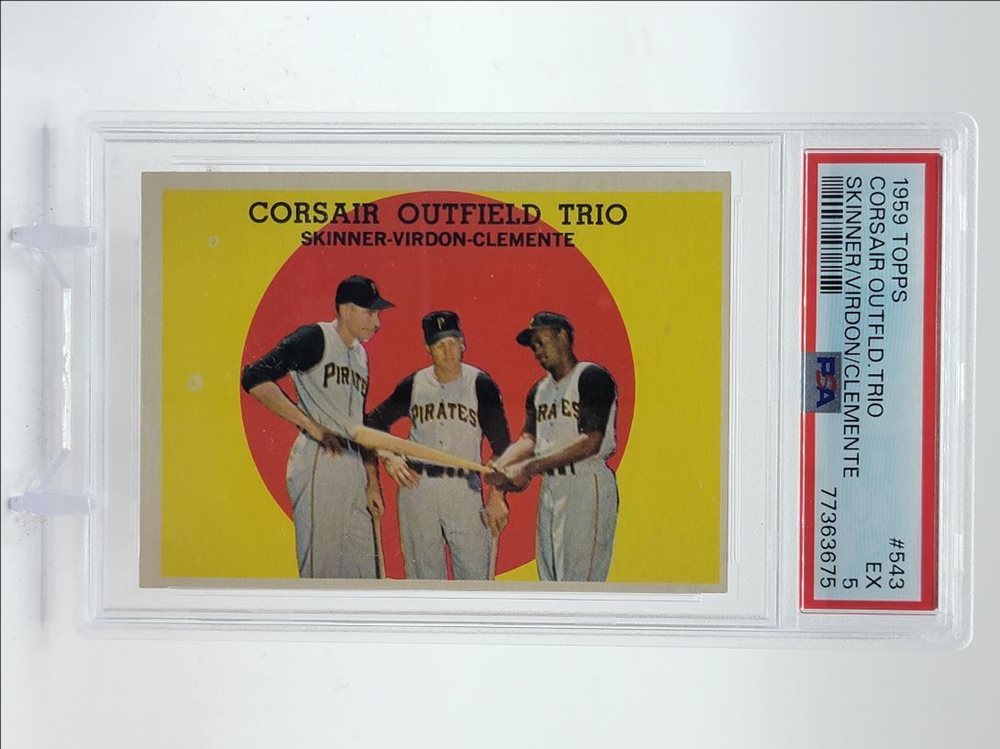 CORSAIR OUTFIELD TRIO
SKINNER-VIRDON-CLEMENTE
P
PIRATES
PIRATES
1959 TOPPS #543
CORSAIR OUTFLD.TRIO EX
SKINNER/VIRDON/CLEMENTE 5
PSA 77363675